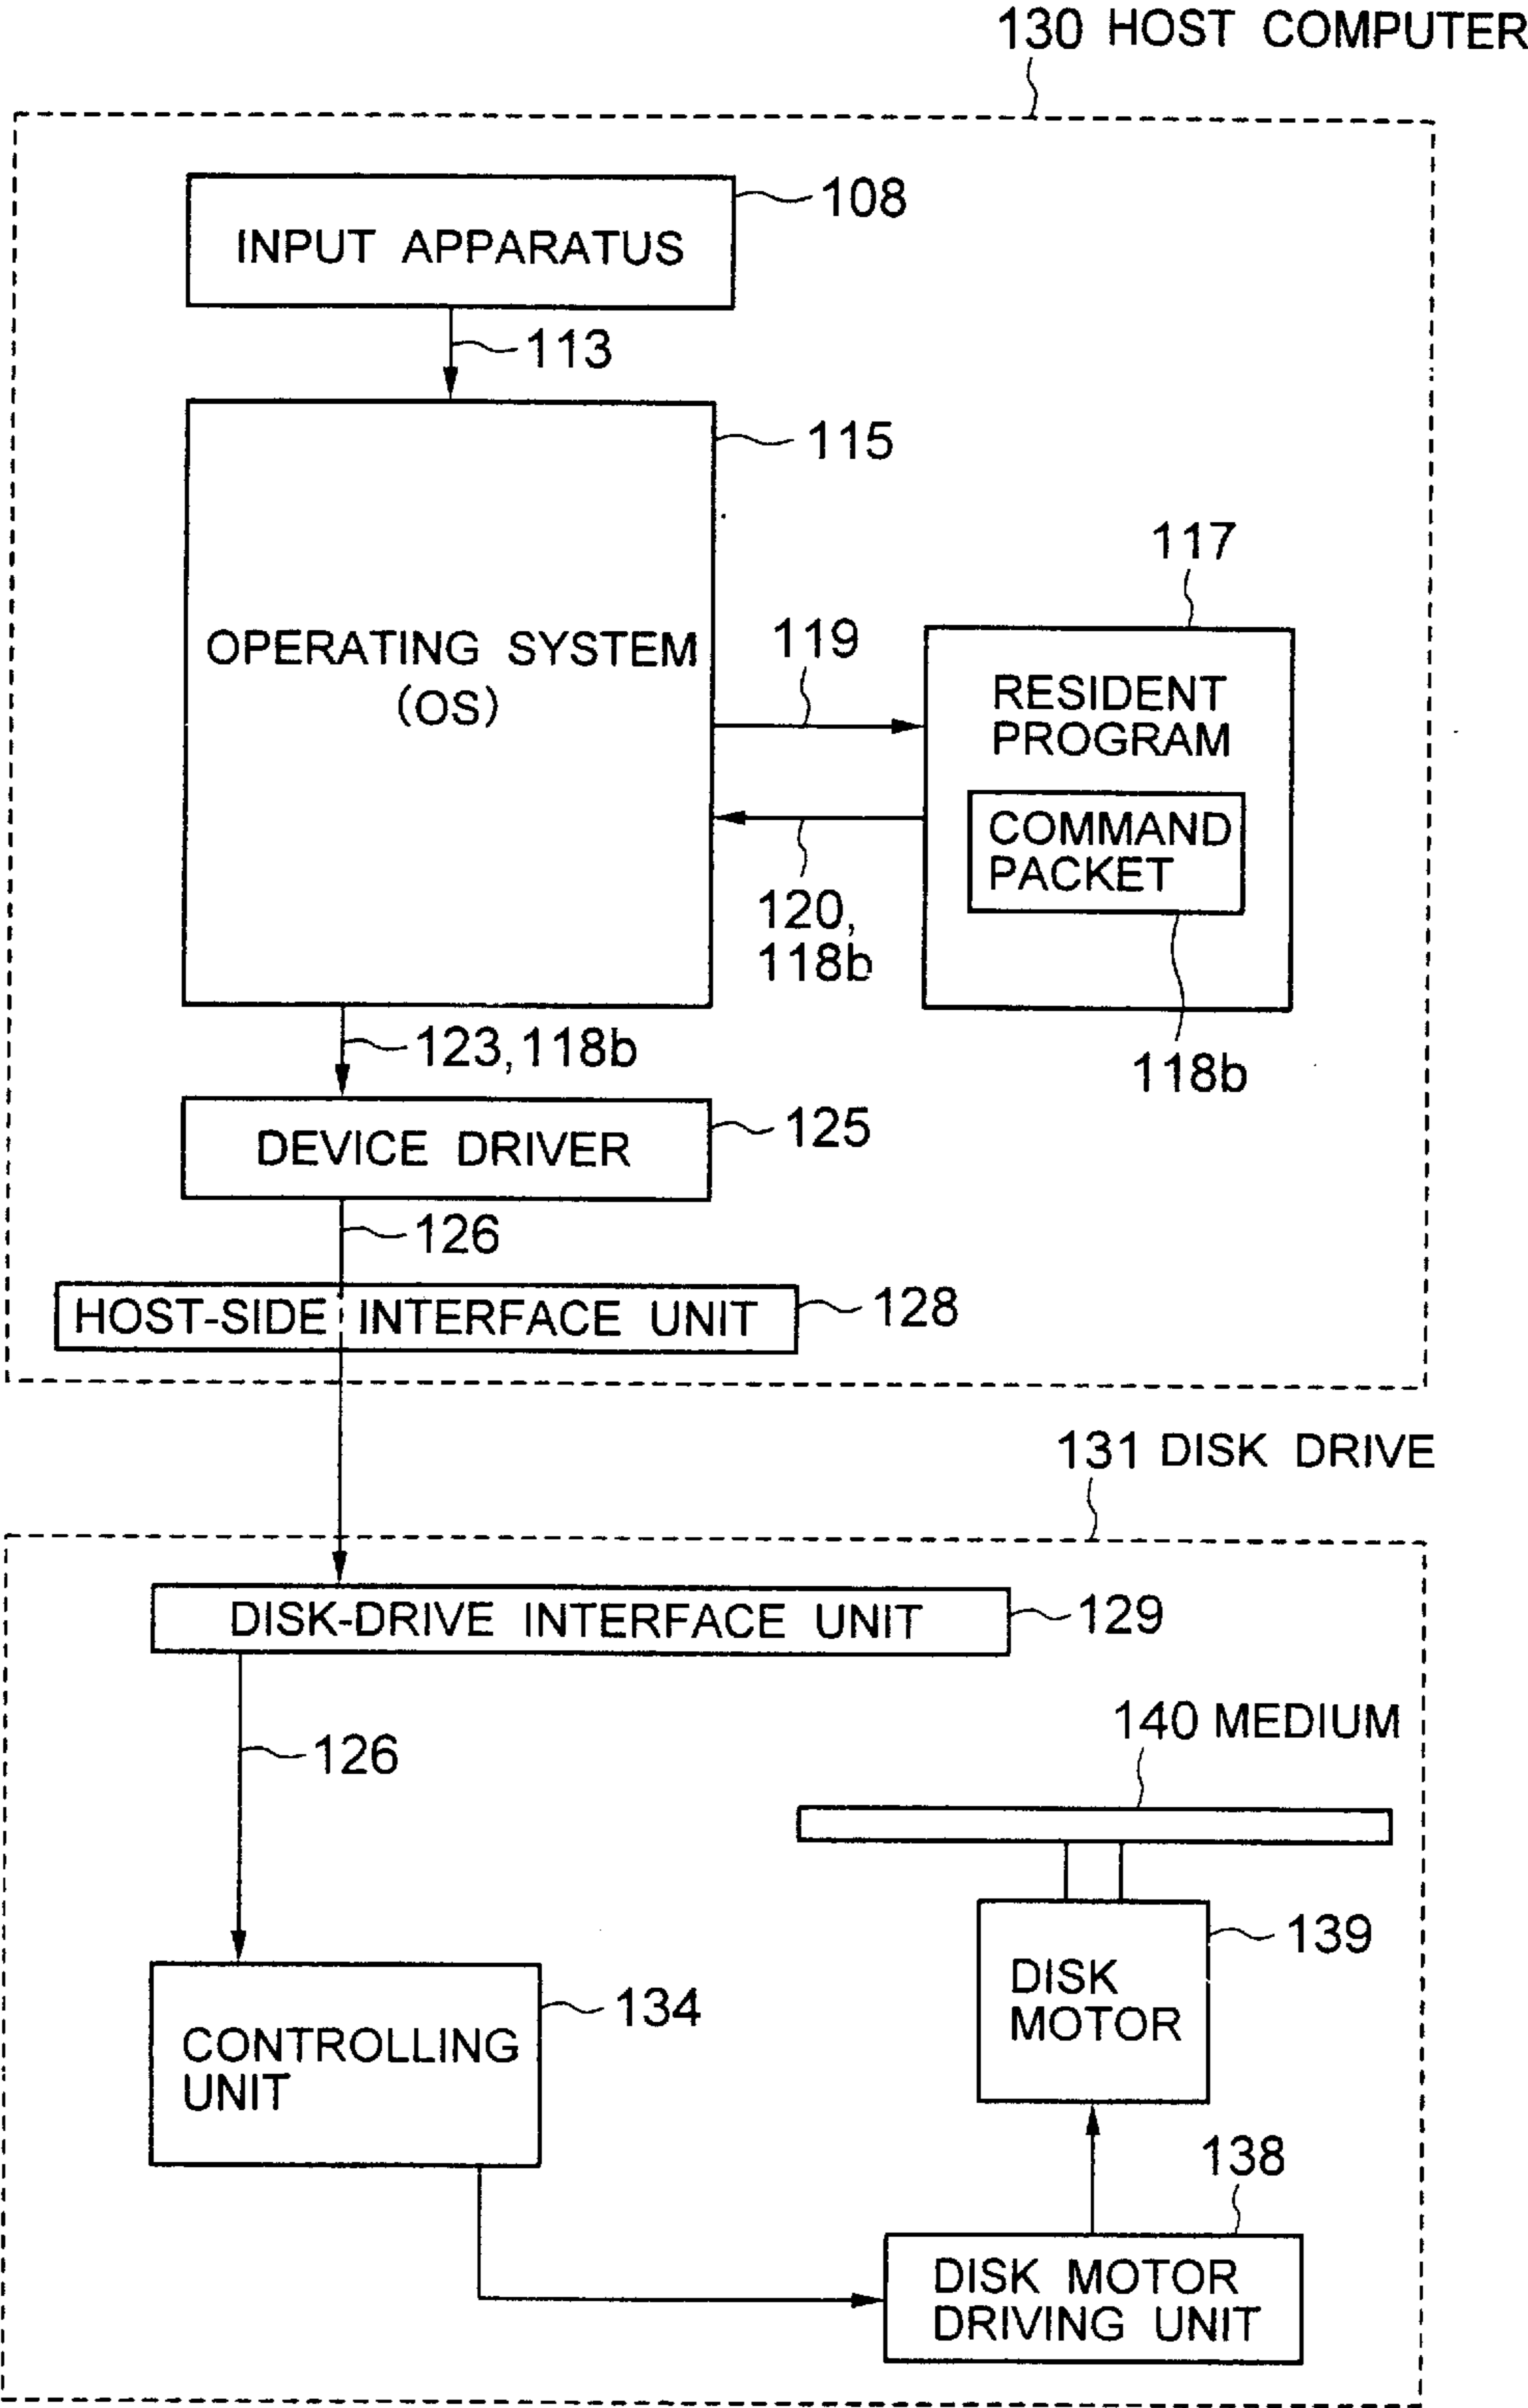 130 HOST COMPUTER
108
INPUT APPARATUS
113
115
117
OPERATING SYSTEM
(OS)
119
RESIDENT
PROGRAM
COMMAND
PACKET
120,
118b
123,118b
118b
125
DEVICE DRIVER
126
HOST-SIDE INTERFACE UNIT
128
131 DISK DRIVE
DISK-DRIVE INTERFACE UNIT
129
140 MEDIUM
126
139
DISK
MOTOR
134
CONTROLLING
UNIT
138
DISK MOTOR
DRIVING UNIT